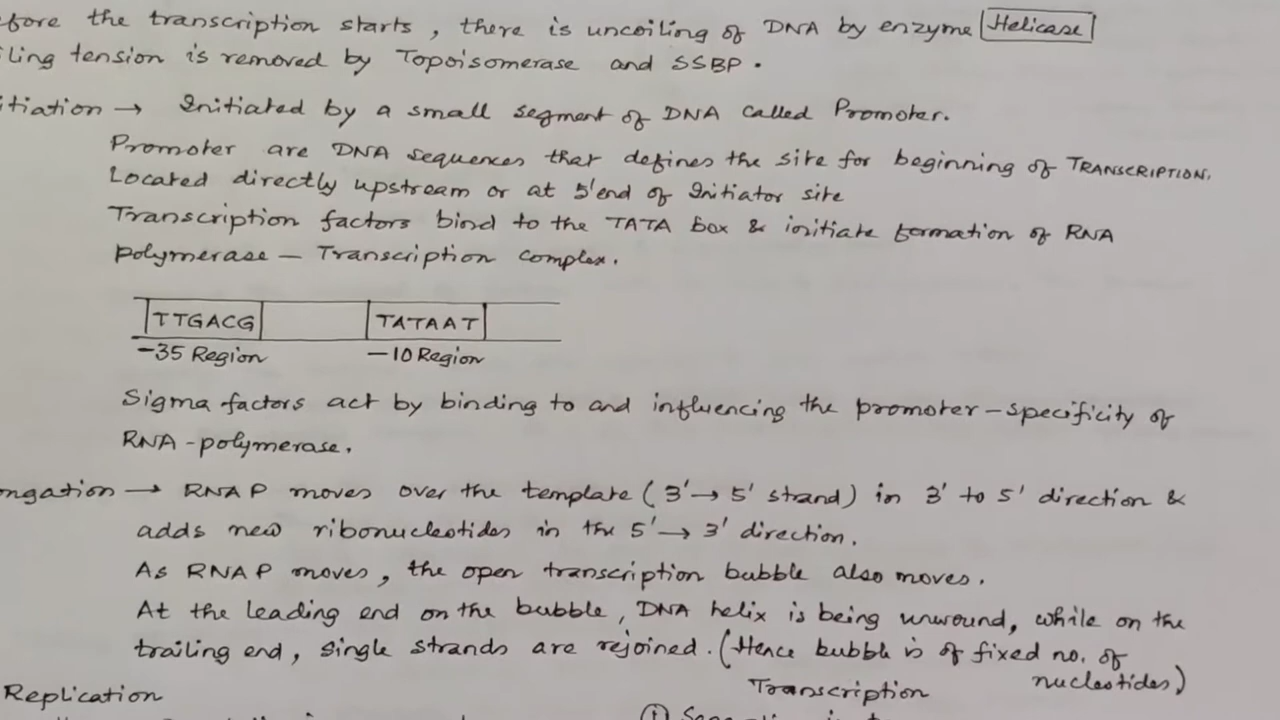 fore the transcription starts, there is uncoiling of DNA by enzyme Helicase
ling tension is removed by Topoisomerase and SSBP.
itiation → Initiated by a small segment of DNA called Promoter.
Promoter are DNA sequences that defines the site for beginning of TRANSCRIPTION.
Located directly upstream or at 5' end of Initiator site
Transcription factors bind to the TATA box & initiate formation of RNA
polymerase – Transcription complex.
TTGACG TATAAT
-35 Region -10 Region
Sigma factors act by binding to and influencing the promoter-specificity of
RNA-polymerase.
ngation → RNAP moves over the template (3' → 5' strand) in 3' to 5' direction &
adds new ribonucleotides in the 5' → 3' direction.
As RNAP moves, the open transcription bubble also moves.
At the leading end on the bubble, DNA helix is being unwound, while on the
trailing end, single strands are rejoined. (Hence bubble is of fixed no. of
nucleotides)
Replication Transcription